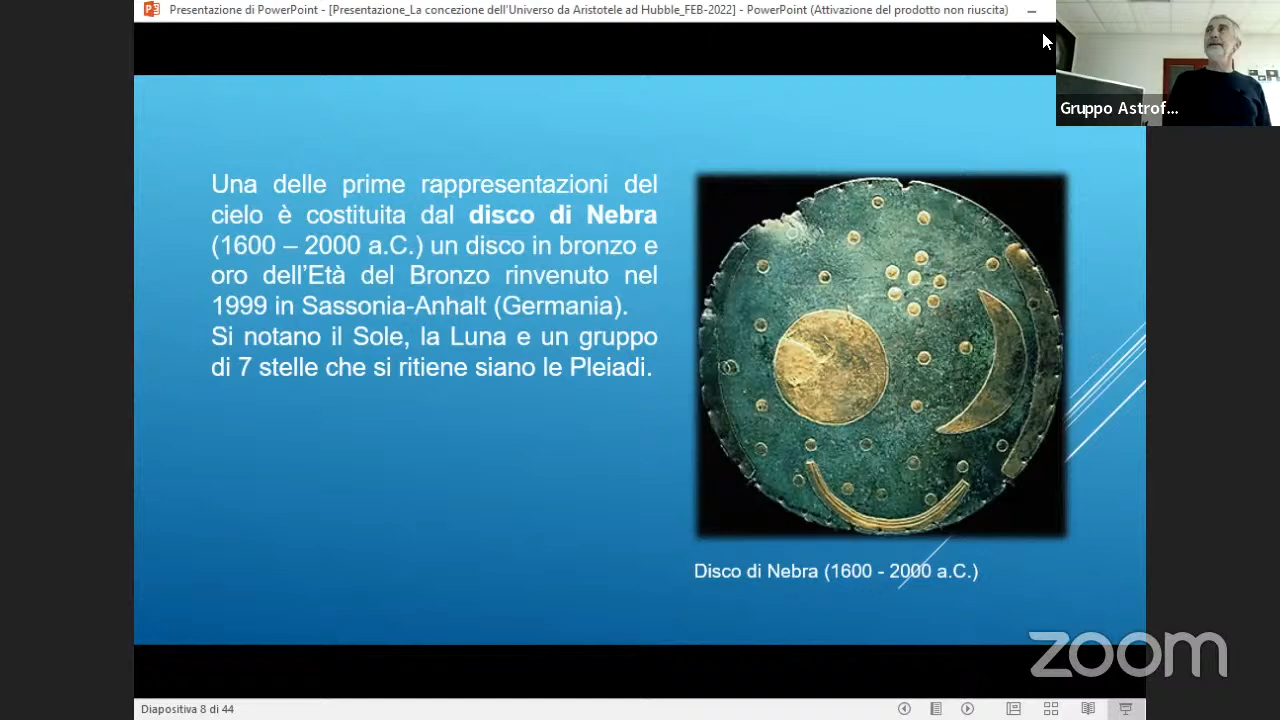 Presentazione di PowerPoint - [Presentazione_La concezione dell'Universo da Aristotele ad Hubble_FEB-2022] - PowerPoint (Attivazione del prodotto non riuscita)
Gruppo Astrof...
Una delle prime rappresentazioni del
cielo è costituita dal disco di Nebra
(1600 – 2000 a.C.) un disco in bronzo e
oro dell'Età del Bronzo rinvenuto nel
1999 in Sassonia-Anhalt (Germania).
Si notano il Sole, la Luna e un gruppo
di 7 stelle che si ritiene siano le Pleiadi.
Disco di Nebra (1600 - 2000 a.C.)
zoom
Diapositiva 8 di 44